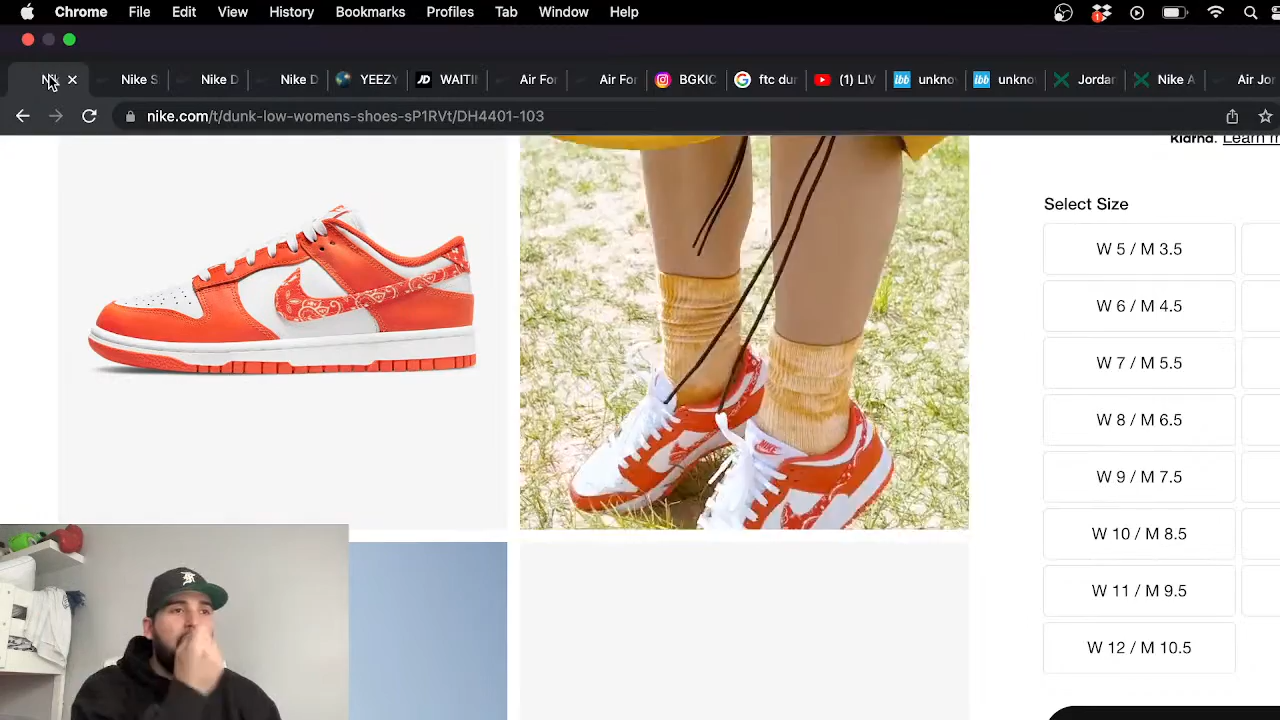 Chrome File Edit View History Bookmarks Profiles Tab Window Help
Nik Nike S Nike D Nike D YEEZY WAITI Air For Air For BGKIC ftc dur (1) LIV unkno unkno Jordar Nike A Air Jor
nike.com/t/dunk-low-womens-shoes-sP1RVt/DH4401-103
Klarna. Learn m
Select Size
W 5 / M 3.5
W 6 / M 4.5
W 7 / M 5.5
W 8 / M 6.5
W 9 / M 7.5
W 10 / M 8.5
W 11 / M 9.5
W 12 / M 10.5